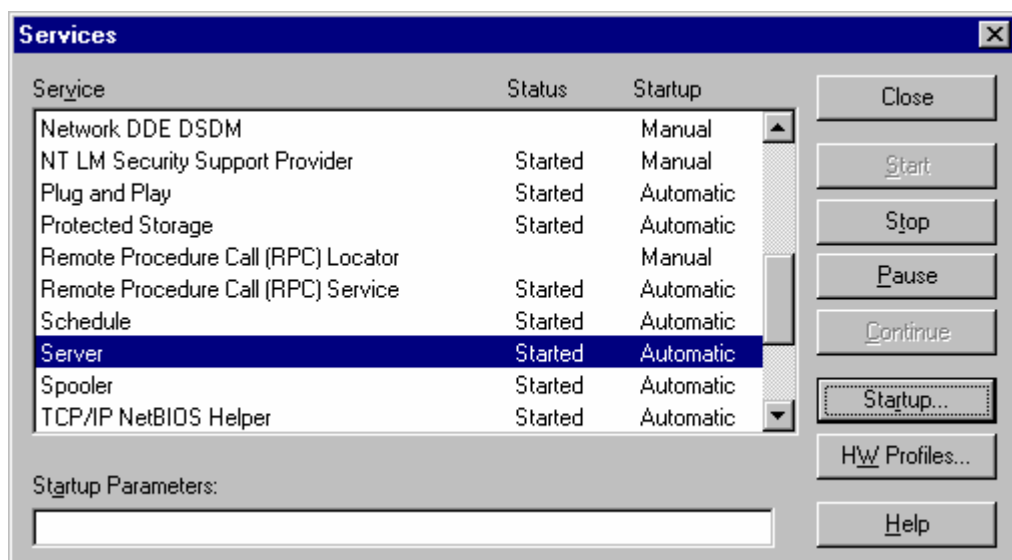 Services
Service Status Startup
Network DDE DSDM Manual
NT LM Security Support Provider Started Manual
Plug and Play Started Automatic
Protected Storage Started Automatic
Remote Procedure Call (RPC) Locator Manual
Remote Procedure Call (RPC) Service Started Automatic
Schedule Started Automatic
Server Started Automatic
Spooler Started Automatic
TCP/IP NetBIOS Helper Started Automatic
Startup Parameters:
Close
Start
Stop
Pause
Continue
Startup...
HW Profiles...
Help